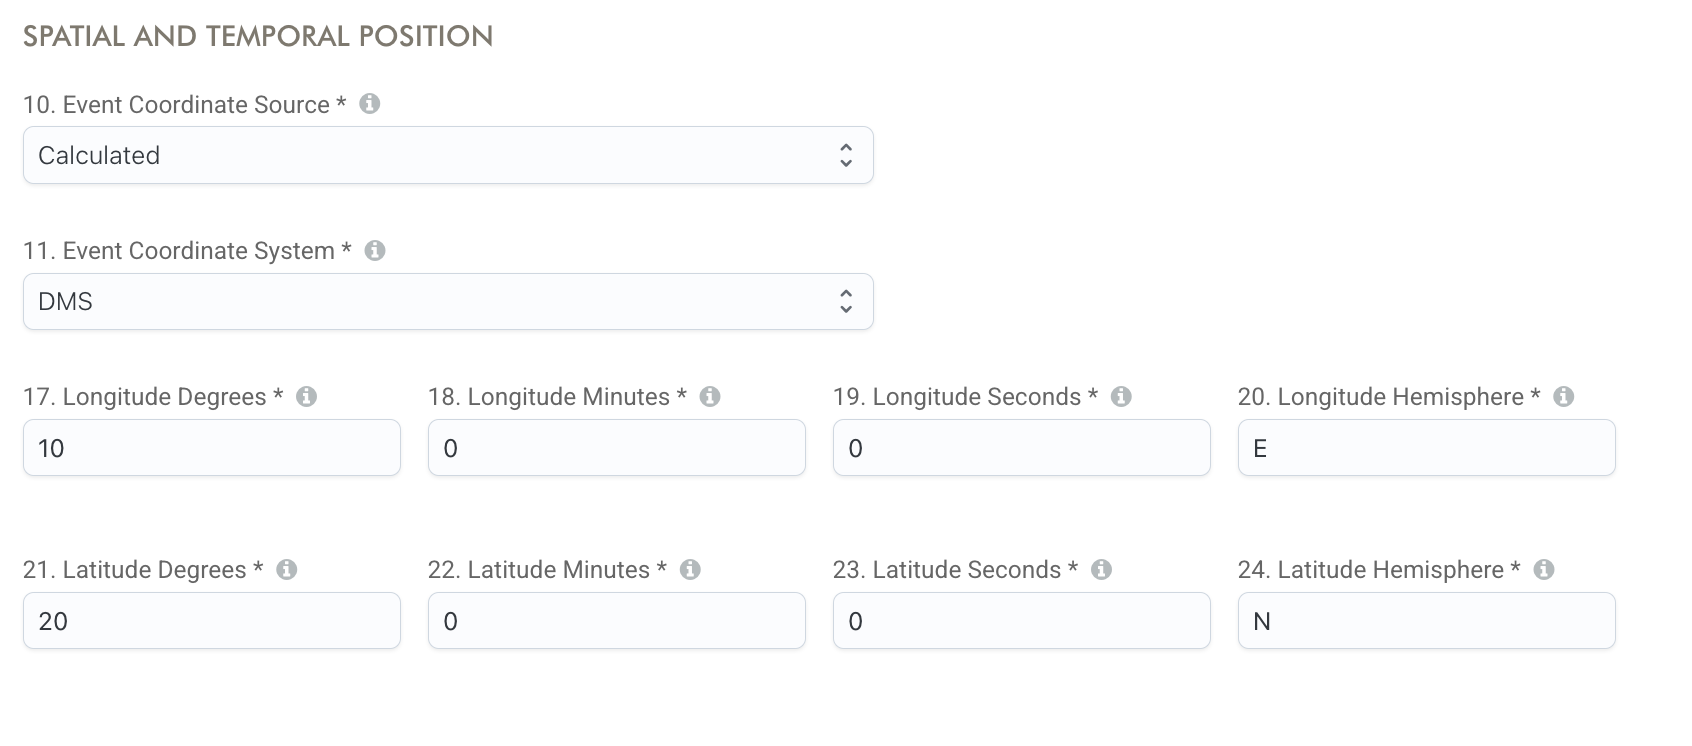 SPATIAL AND TEMPORAL POSITION
10. Event Coordinate Source *
Calculated
11. Event Coordinate System *
DMS
17. Longitude Degrees * 18. Longitude Minutes * 19. Longitude Seconds * 20. Longitude Hemisphere *
10 0 0 E
21. Latitude Degrees * 22. Latitude Minutes * 23. Latitude Seconds * 24. Latitude Hemisphere *
20 0 0 N